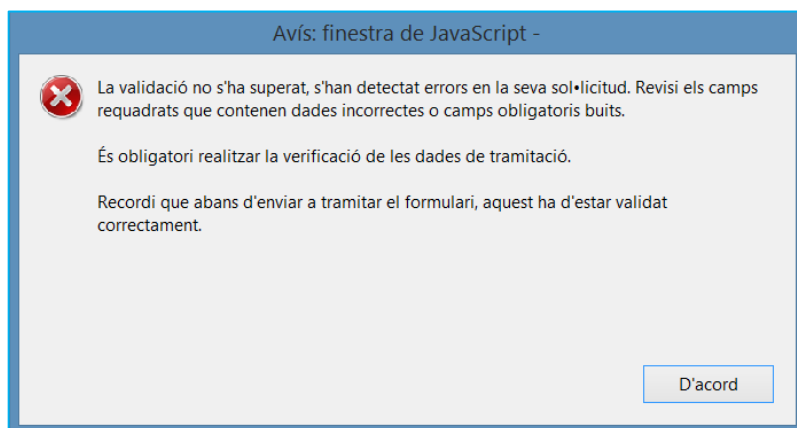 Avís: finestra de JavaScript -
La validació no s'ha superat, s'han detectat errors en la seva sol•licitud. Revisi els camps
requadrats que contenen dades incorrectes o camps obligatoris buits.
És obligatori realitzar la verificació de les dades de tramitació.
Recordi que abans d'enviar a tramitar el formulari, aquest ha d'estar validat
correctament.
D'acord